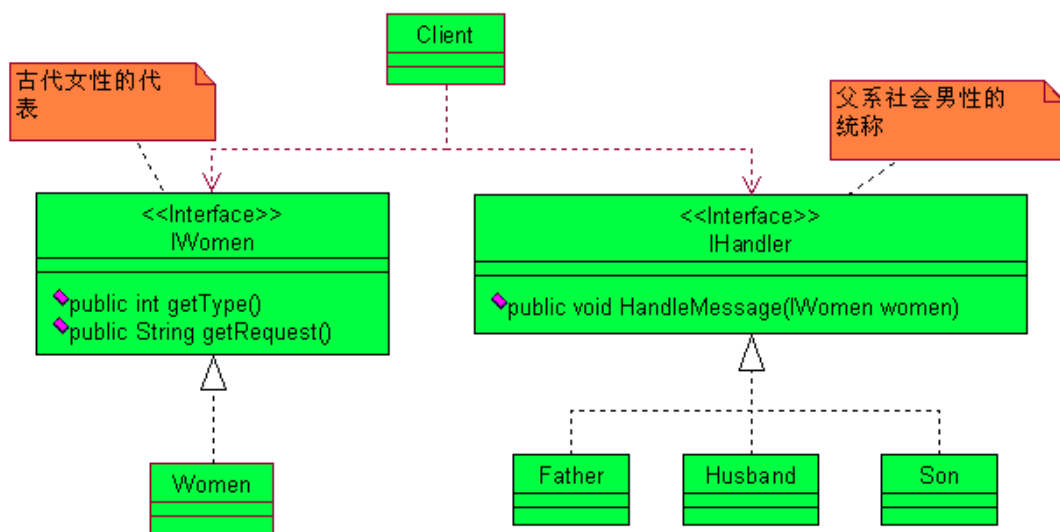 Client
古代女性的代
表
父系社会男性的
统称
<<Interface>>
IWomen
public int getType()
public String getRequest()
<<Interface>>
IHandler
public void HandleMessage(IWomen women)
Women
Father
Husband
Son